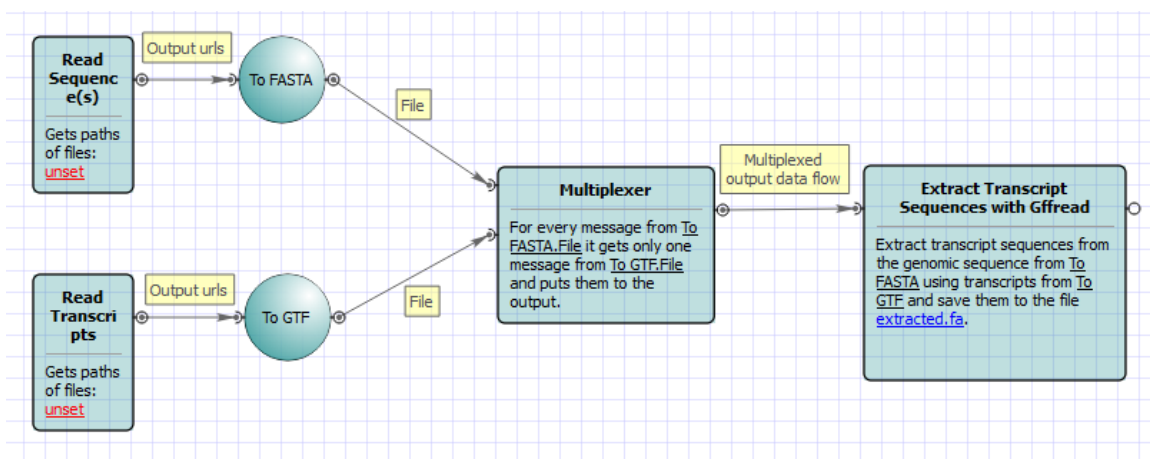 Read
Sequenc
e(s)
Gets paths
of files:
unset
Output urls
To FASTA
File
Read
Transcri
pts
Gets paths
of files:
unset
Output urls
To GTF
File
Multiplexer
For every message from To
FASTA.File it gets only one
message from To GTF.File
and puts them to the
output.
Multiplexed
output data flow
Extract Transcript
Sequences with Gffread
Extract transcript sequences from
the genomic sequence from To
FASTA using transcripts from To
GTF and save them to the file
extracted.fa.